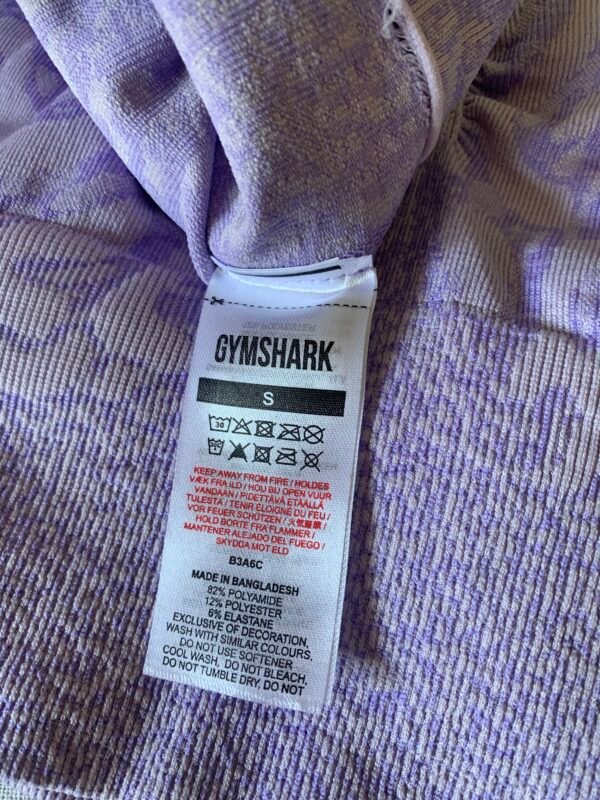 GYMSHARK
S
30
KEEP AWAY FROM FIRE / HOLDES
VÆK FRA ILD / HOU BIJ OPEN VUUR
VANDAAN / PIDETTÄVÄ ETÄÄLLÄ
TULESTA / TENIR ÉLOIGNÉ DU FEU /
VOR FEUER SCHÜTZEN / 火気厳禁 /
HOLD BORTE FRA FLAMMER /
MANTENER ALEJADO DEL FUEGO /
SKYDDA MOT ELD
B3A6C
MADE IN BANGLADESH
82% POLYAMIDE
12% POLYESTER
6% ELASTANE
EXCLUSIVE OF DECORATION.
WASH WITH SIMILAR COLOURS.
DO NOT USE SOFTENER
COOL WASH. DO NOT BLEACH.
DO NOT TUMBLE DRY. DO NOT